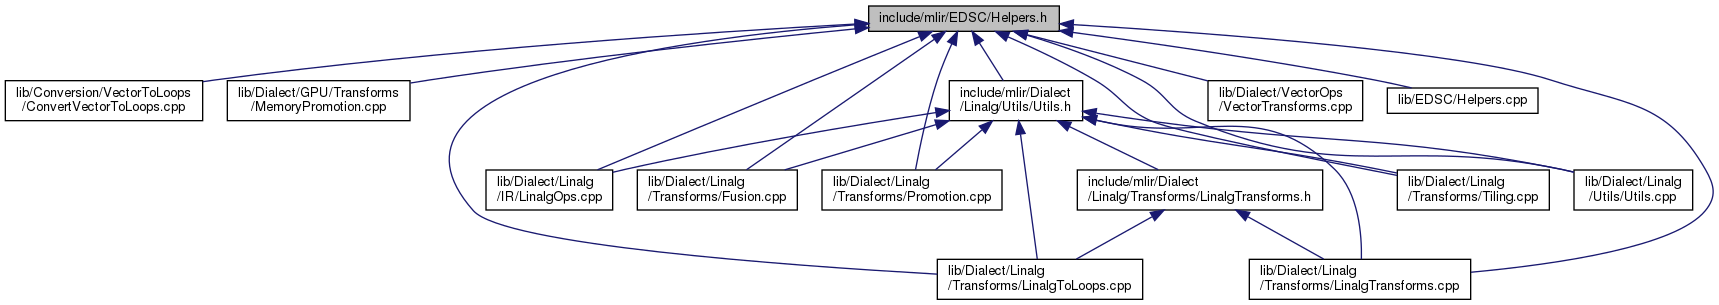 include/mlir/EDSC/Helpers.h
lib/Conversion/VectorToLoops
/ConvertVectorToLoops.cpp
lib/Dialect/GPU/Transforms
/MemoryPromotion.cpp
include/mlir/Dialect
/Linalg/Utils/Utils.h
lib/Dialect/VectorOps
/VectorTransforms.cpp
lib/EDSC/Helpers.cpp
lib/Dialect/Linalg
/IR/LinalgOps.cpp
lib/Dialect/Linalg
/Transforms/Fusion.cpp
lib/Dialect/Linalg
/Transforms/Promotion.cpp
include/mlir/Dialect
/Linalg/Transforms/LinalgTransforms.h
lib/Dialect/Linalg
/Transforms/Tiling.cpp
lib/Dialect/Linalg
/Utils/Utils.cpp
lib/Dialect/Linalg
/Transforms/LinalgToLoops.cpp
lib/Dialect/Linalg
/Transforms/LinalgTransforms.cpp